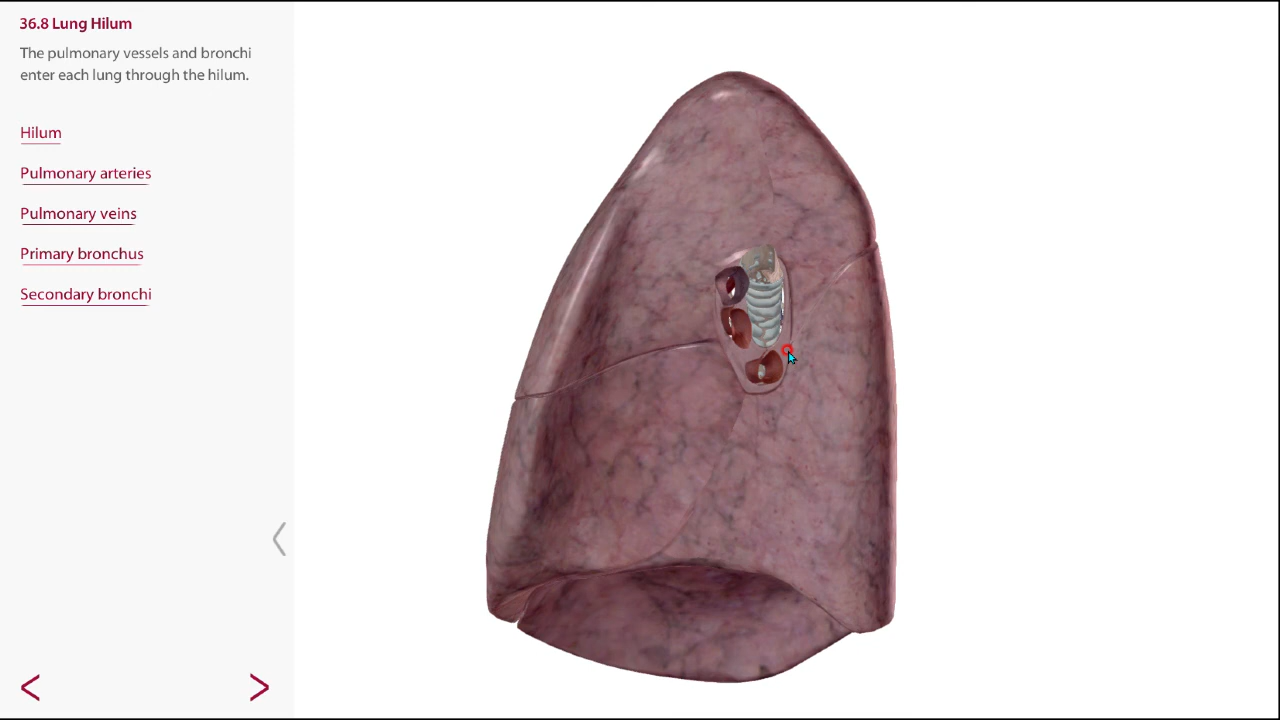 36.8 Lung Hilum
The pulmonary vessels and bronchi
enter each lung through the hilum.
Hilum
Pulmonary arteries
Pulmonary veins
Primary bronchus
Secondary bronchi